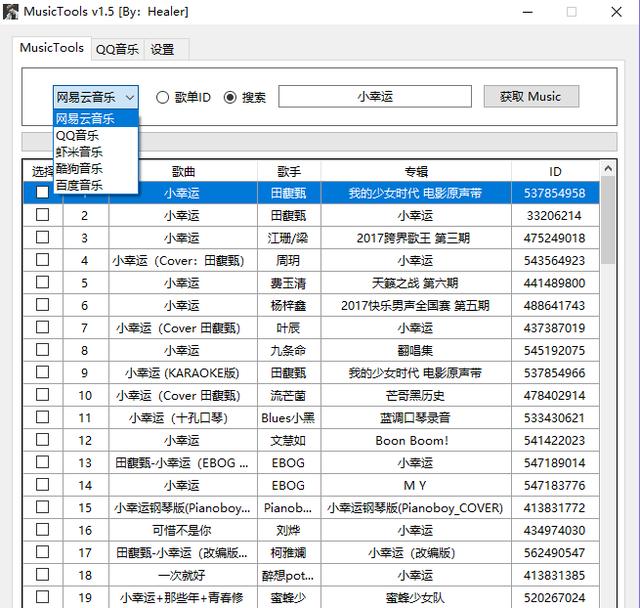 MusicTools v1.5 [By: Healer]
MusicTools QQ音乐 设置
网易云音乐 歌单ID 搜索 小幸运 获取 Music
网易云音乐
QQ音乐
虾米音乐
酷狗音乐
百度音乐
选择 歌曲 歌手 专辑 ID
小幸运 田馥甄 我的少女时代 电影原声带 537854958
2 小幸运 田馥甄 小幸运 33206214
3 小幸运 江珊/梁 2017跨界歌王 第三期 475249018
4 小幸运（Cover：田馥甄） 周玥 小幸运 543564923
5 小幸运 费玉清 天籁之战 第六期 441489800
6 小幸运 杨梓鑫 2017快乐男声全国赛 第五期 488641743
7 小幸运（Cover 田馥甄） 叶辰 小幸运 437387019
8 小幸运 九条命 翻唱集 545192075
9 小幸运 (KARAOKE版) 田馥甄 我的少女时代 电影原声带 537854966
10 小幸运（Cover 田馥甄） 流芒菌 芒哥黑历史 478402914
11 小幸运（十孔口琴） Blues小黑 蓝调口琴录音 533430621
12 小幸运 文慧如 Boon Boom！ 541422023
13 田馥甄-小幸运（EBOG ... EBOG 小幸运 547189014
14 小幸运 EBOG M Y 547183776
15 小幸运钢琴版(Pianoboy... Pianob... 小幸运钢琴版(Pianoboy_COVER) 413831772
16 可惜不是你 刘烨 小幸运 434974030
17 田馥甄-小幸运（改编版... 柯雅斓 小幸运（改编版） 562490547
18 一次就好 醉想pot... 小幸运 413831385
19 小幸运+那些年+青春修 蜜蜂少 蜜蜂少女队 520267024